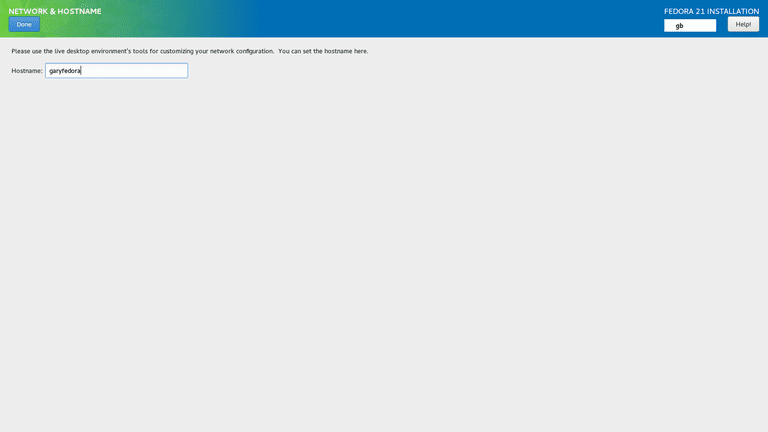 NETWORK & HOSTNAME
Done
FEDORA 21 INSTALLATION
gb
Help!
Please use the live desktop environment's tools for customizing your network configuration.  You can set the hostname here.
Hostname: garyfedora